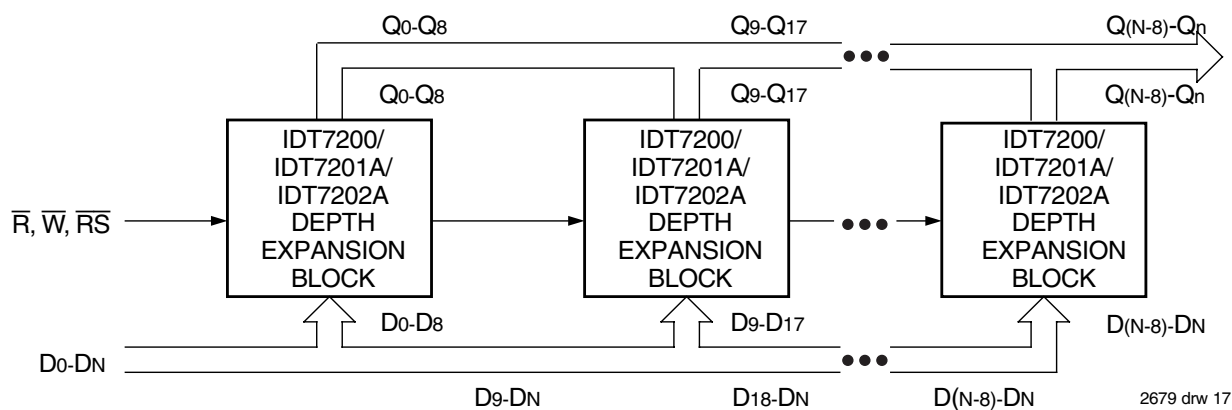 Q0-Q8 Q9-Q17 Q(N-8)-Qn
Q0-Q8 Q9-Q17 Q(N-8)-Qn
IDT7200/
IDT7201A/
IDT7202A
DEPTH
EXPANSION
BLOCK
IDT7200/
IDT7201A/
IDT7202A
DEPTH
EXPANSION
BLOCK
IDT7200/
IDT7201A/
IDT7202A
DEPTH
EXPANSION
BLOCK
R̅, W̅, R̅S̅
D0-D8 D9-D17 D(N-8)-DN
D0-DN
D9-DN D18-DN D(N-8)-DN
2679 drw 17